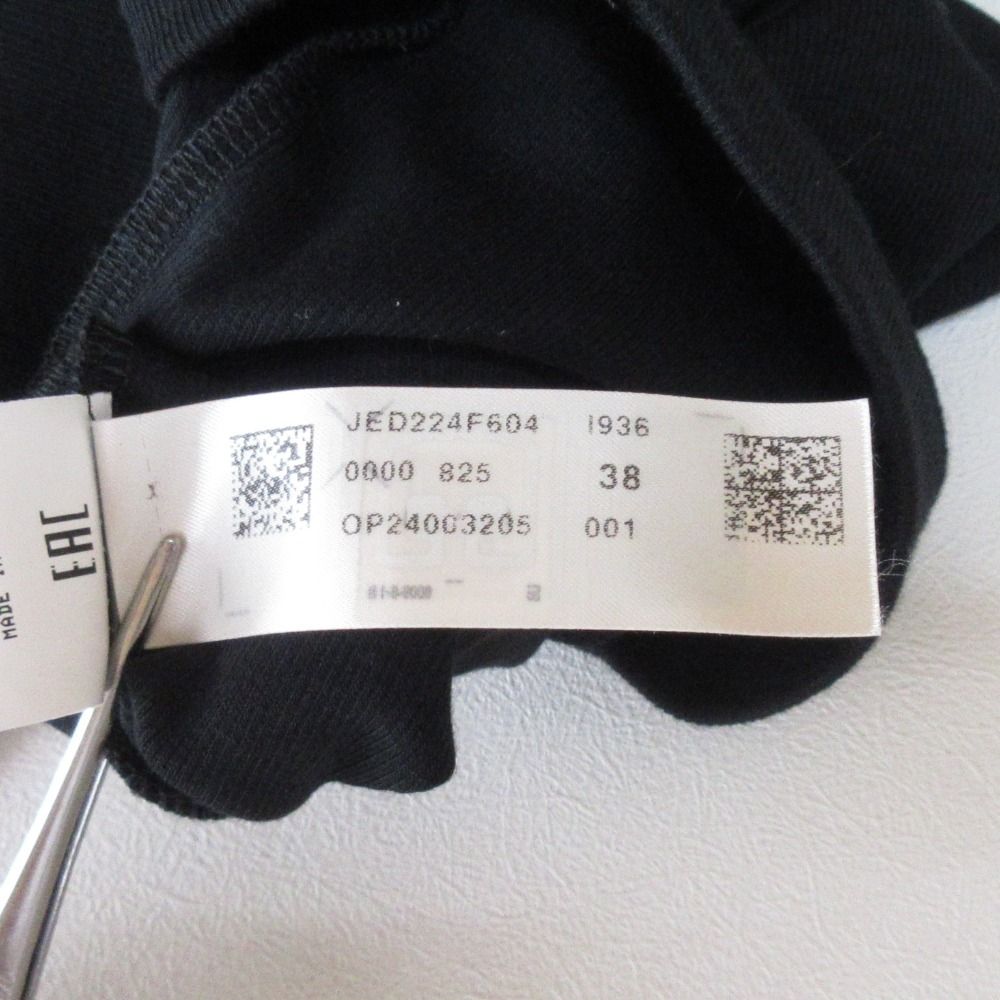 JED224F604 I936
0000 825 38
OP24003205 001
EAC
MADE